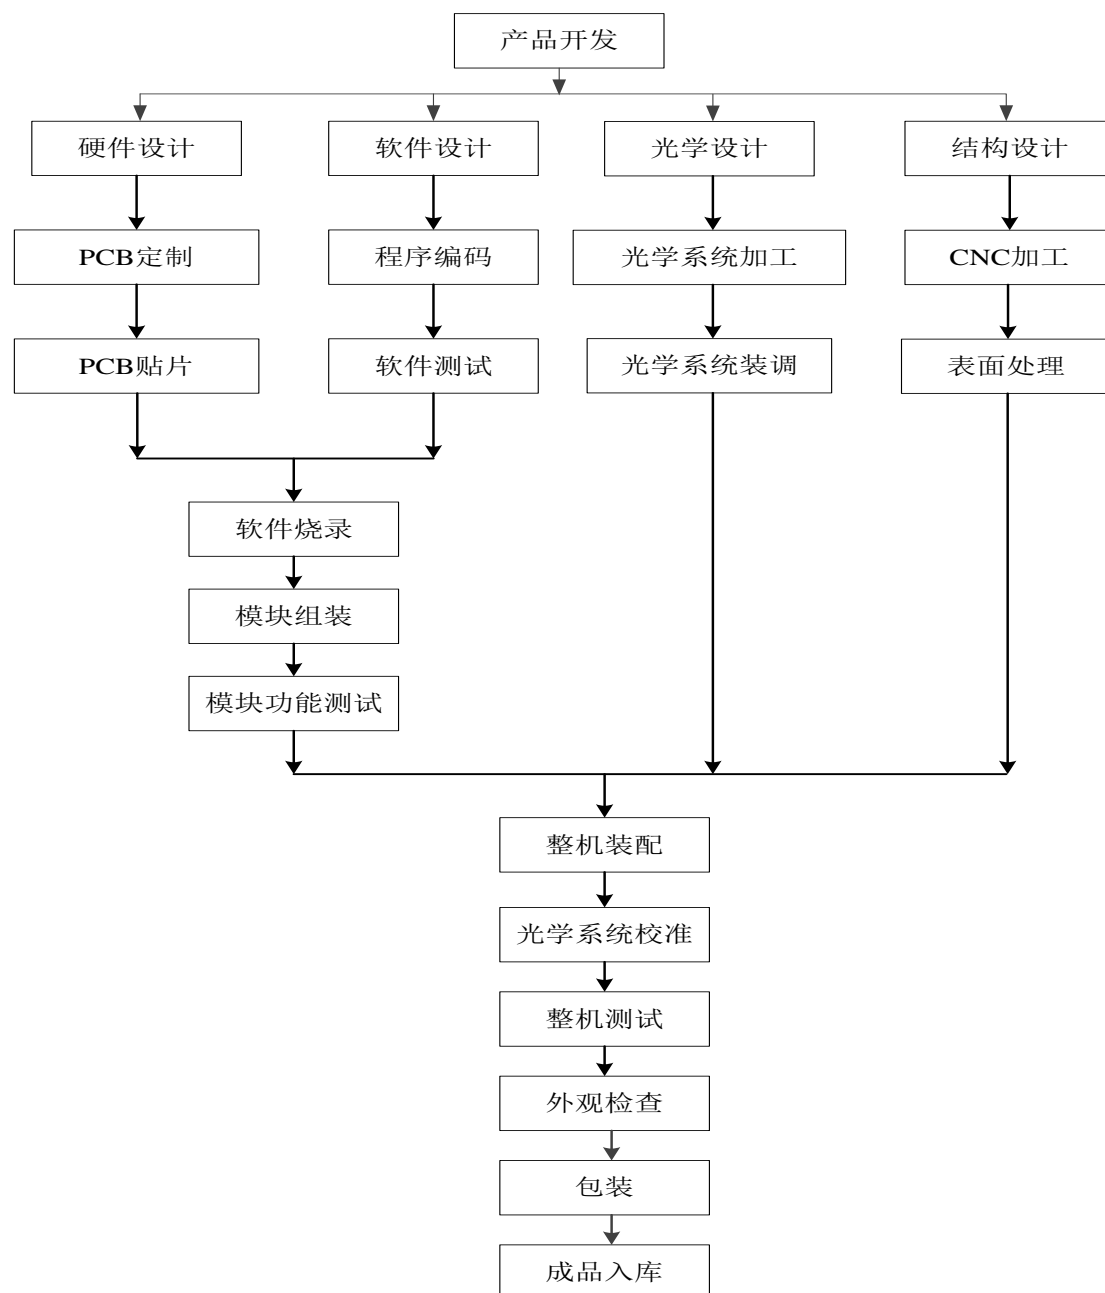 产品开发
硬件设计
软件设计
光学设计
结构设计
PCB定制
程序编码
光学系统加工
CNC加工
PCB贴片
软件测试
光学系统装调
表面处理
软件烧录
模块组装
模块功能测试
整机装配
光学系统校准
整机测试
外观检查
包装
成品入库